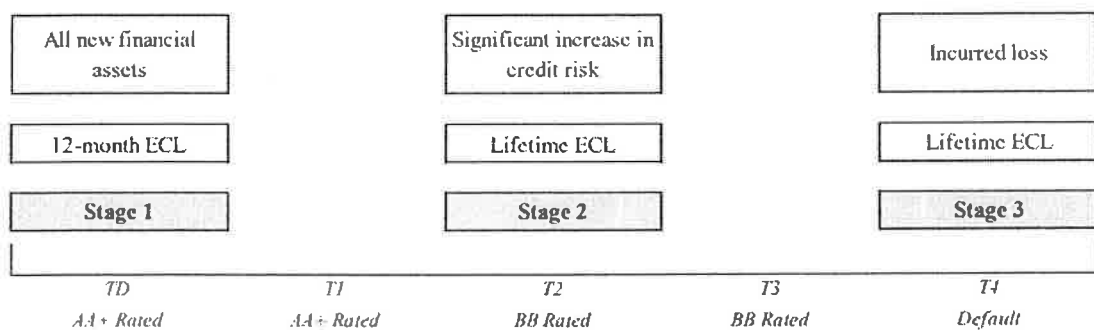 All new financial
assets
Significant increase in
credit risk
Incurred loss
12-month ECL
Lifetime ECL
Lifetime ECL
Stage 1
Stage 2
Stage 3
TD
T1
T2
T3
T4
AA+ Rated
AA+ Rated
BB Rated
BB Rated
Default